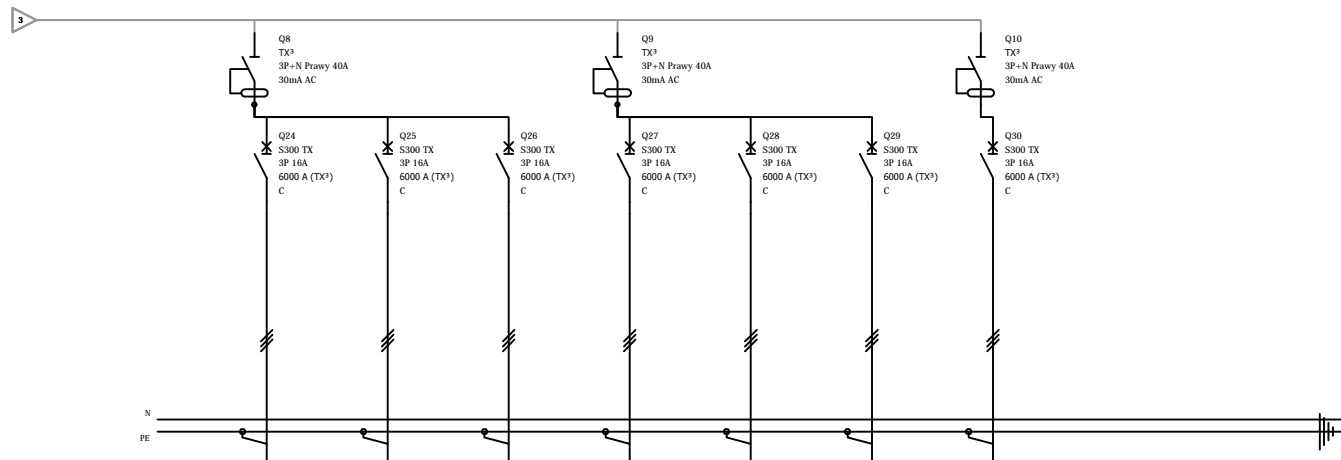 3
Q8
TX³
3P+N Prawy 40A
30mA AC
Q9
TX³
3P+N Prawy 40A
30mA AC
Q10
TX³
3P+N Prawy 40A
30mA AC
Q24
S300 TX
3P 16A
6000 A (TX³)
C
Q25
S300 TX
3P 16A
6000 A (TX³)
C
Q26
S300 TX
3P 16A
6000 A (TX³)
C
Q27
S300 TX
3P 16A
6000 A (TX³)
C
Q28
S300 TX
3P 16A
6000 A (TX³)
C
Q29
S300 TX
3P 16A
6000 A (TX³)
C
Q30
S300 TX
3P 16A
6000 A (TX³)
C
N
PE